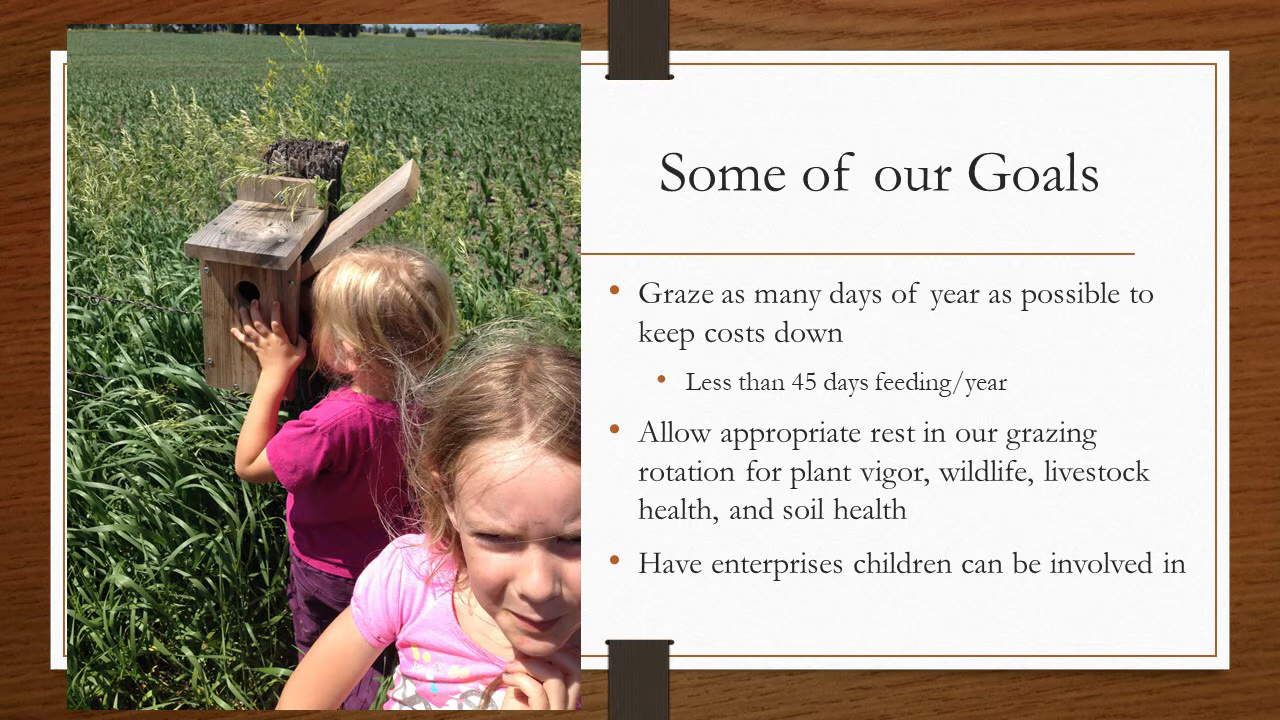 Some of our Goals
• Graze as many days of year as possible to
keep costs down
• Less than 45 days feeding/year
• Allow appropriate rest in our grazing
rotation for plant vigor, wildlife, livestock
health, and soil health
• Have enterprises children can be involved in